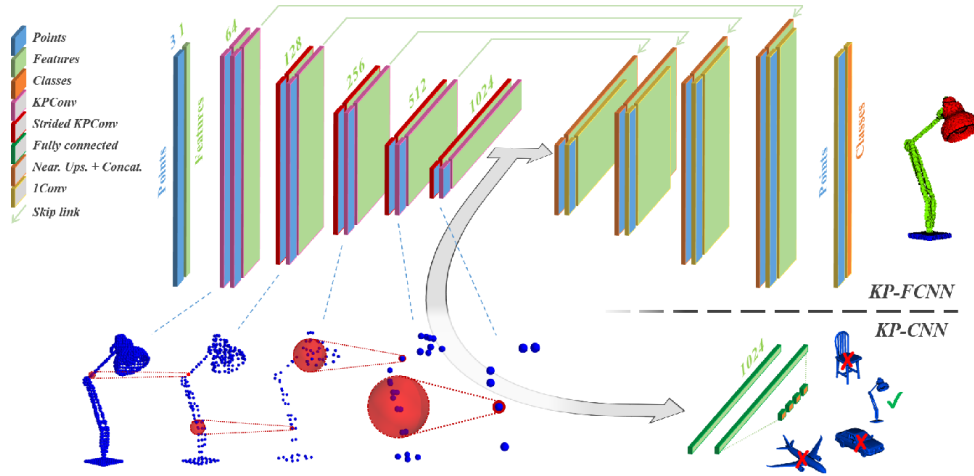 Points
Features
Classes
KPConv
Strided KPConv
Fully connected
Near. Ups. + Concat.
1Conv
Skip link
3 1
Points
Features
64
128
256
512
1024
Points
Classes
KP-FCNN
KP-CNN
1024